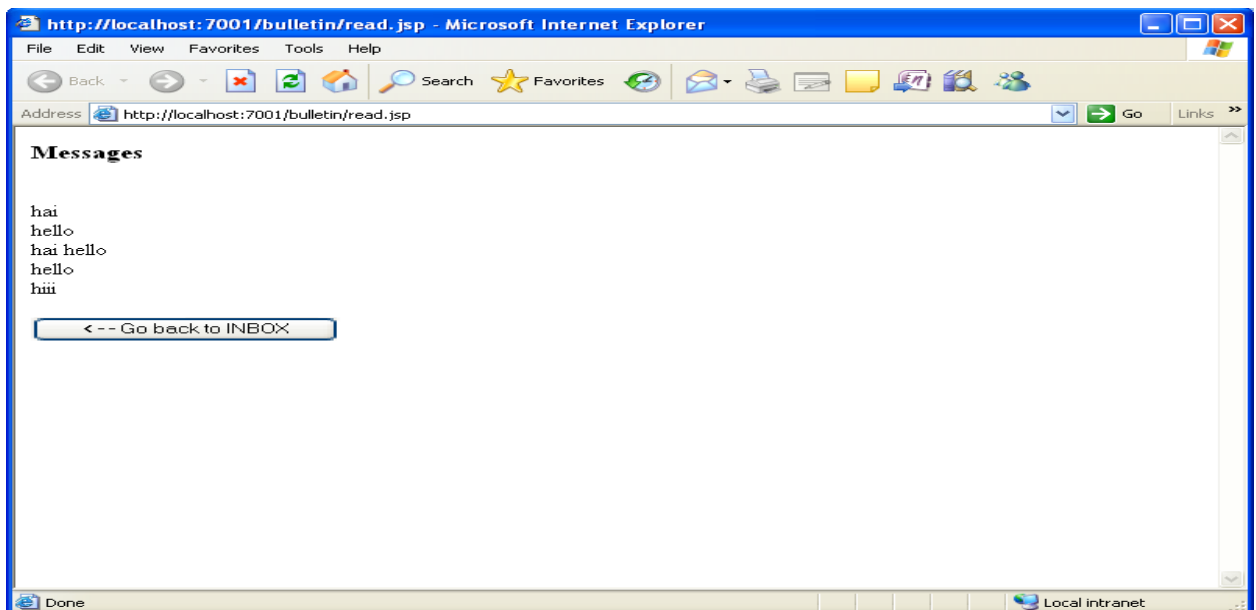 http://localhost:7001/bulletin/read.jsp - Microsoft Internet Explorer
File Edit View Favorites Tools Help
Back Search Favorites
Address http://localhost:7001/bulletin/read.jsp Go Links »
Messages
hai
hello
hai hello
hello
hiii
<-- Go back to INBOX
Done Local intranet